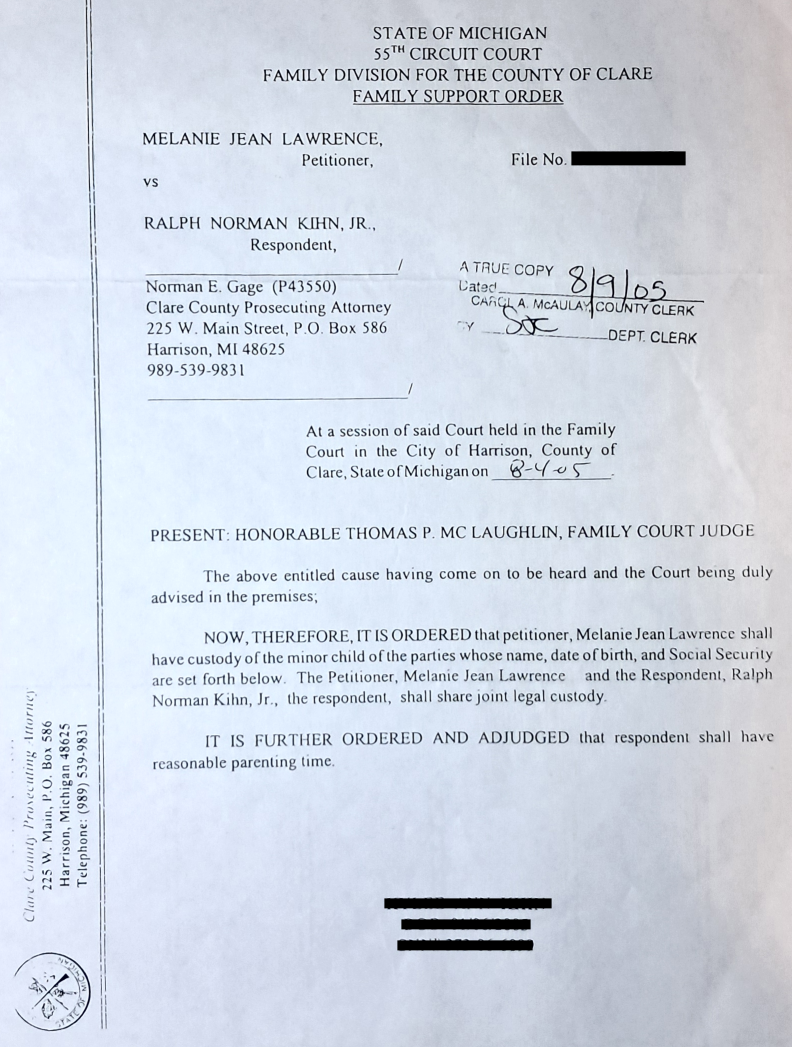 STATE OF MICHIGAN
55TH CIRCUIT COURT
FAMILY DIVISION FOR THE COUNTY OF CLARE
FAMILY SUPPORT ORDER
MELANIE JEAN LAWRENCE,
Petitioner,
File No.
vs
RALPH NORMAN KIHN, JR.,
Respondent,
/
Norman E. Gage (P43550)
Clare County Prosecuting Attorney
225 W. Main Street, P.O. Box 586
Harrison, MI 48625
989-539-9831
/
A TRUE COPY
Dated 8/9/05
CAROL A. McAULAY, COUNTY CLERK
DEPT. CLERK
At a session of said Court held in the Family
Court in the City of Harrison, County of
Clare, State of Michigan on 8-4-05.
PRESENT: HONORABLE THOMAS P. MC LAUGHLIN, FAMILY COURT JUDGE
The above entitled cause having come on to be heard and the Court being duly
advised in the premises;
NOW, THEREFORE, IT IS ORDERED that petitioner, Melanie Jean Lawrence shall
have custody of the minor child of the parties whose name, date of birth, and Social Security
are set forth below. The Petitioner, Melanie Jean Lawrence and the Respondent, Ralph
Norman Kihn, Jr., the respondent, shall share joint legal custody.
IT IS FURTHER ORDERED AND ADJUDGED that respondent shall have
reasonable parenting time.
Clare County Prosecuting Attorney
225 W. Main, P.O. Box 586
Harrison, Michigan 48625
Telephone: (989) 539-9831
STATE OF MICHIGAN